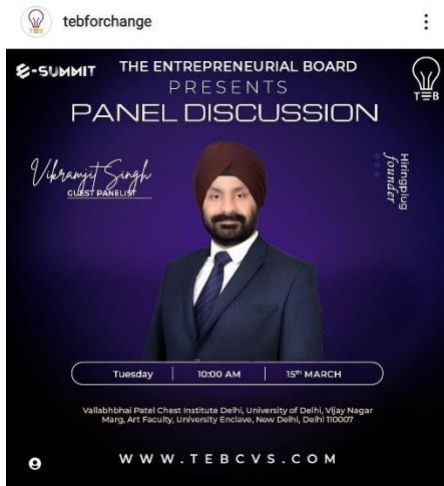 tebforchange
E-SUMMIT
THE ENTREPRENEURIAL BOARD
PRESENTS
PANEL DISCUSSION
TEB
Vikramjit Singh
GUEST PANELIST
Hiringplug
founder
Tuesday | 10:00 AM | 15TH MARCH
Vallabhbhai Patel Chest Institute Delhi, University of Delhi, Vijay Nagar
Marg, Art Faculty, University Enclave, New Delhi, Delhi 110007
WWW.TEBCVS.COM